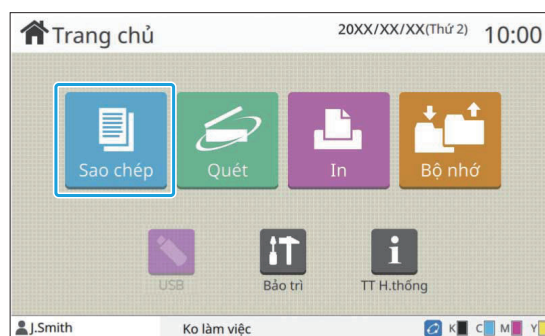 Trang chủ 20XX/XX/XX(Thứ 2) 10:00
Sao chép Quét In Bộ nhớ
USB Bảo trì TT H.thống
J.Smith Ko làm việc K C M Y